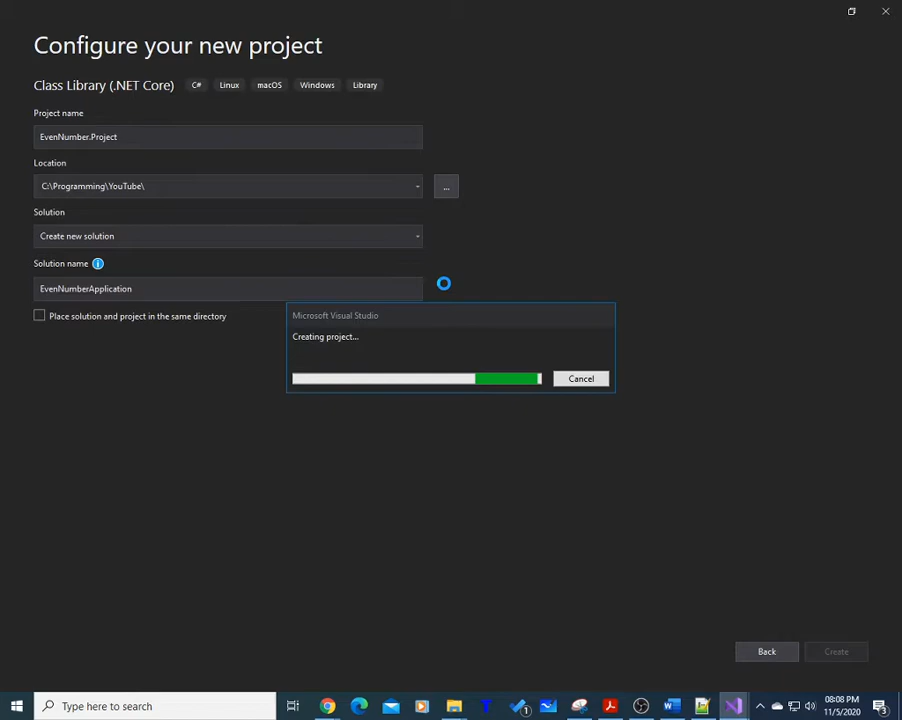 Configure your new project
Class Library (.NET Core) C# Linux macOS Windows Library
Project name
EvenNumber.Project
Location
C:\Programming\YouTube\
...
Solution
Create new solution
Solution name i
EvenNumberApplication
Place solution and project in the same directory
Microsoft Visual Studio
Creating project...
Cancel
Back Create
Type here to search
T
1
W
08:08 PM
11/5/2020
3